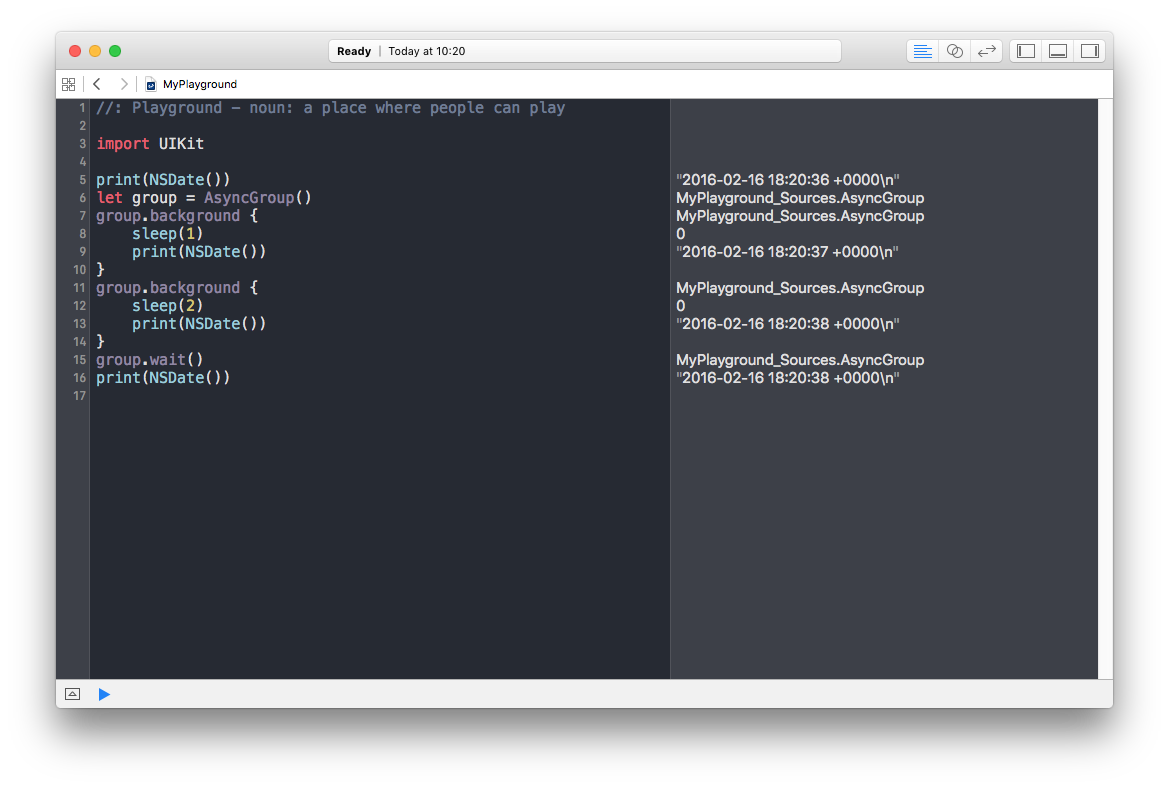 Ready | Today at 10:20
MyPlayground
1 //: Playground - noun: a place where people can play "
2
3 import UIKit
4
5 print(NSDate()) "2016-02-16 18:20:36 +0000\n"
6 let group = AsyncGroup() MyPlayground_Sources.AsyncGroup
7 group.background { MyPlayground_Sources.AsyncGroup
8 sleep(1) 0
9 print(NSDate()) "2016-02-16 18:20:37 +0000\n"
10 }
11 group.background { MyPlayground_Sources.AsyncGroup
12 sleep(2) 0
13 print(NSDate()) "2016-02-16 18:20:38 +0000\n"
14 }
15 group.wait() MyPlayground_Sources.AsyncGroup
16 print(NSDate()) "2016-02-16 18:20:38 +0000\n"
17